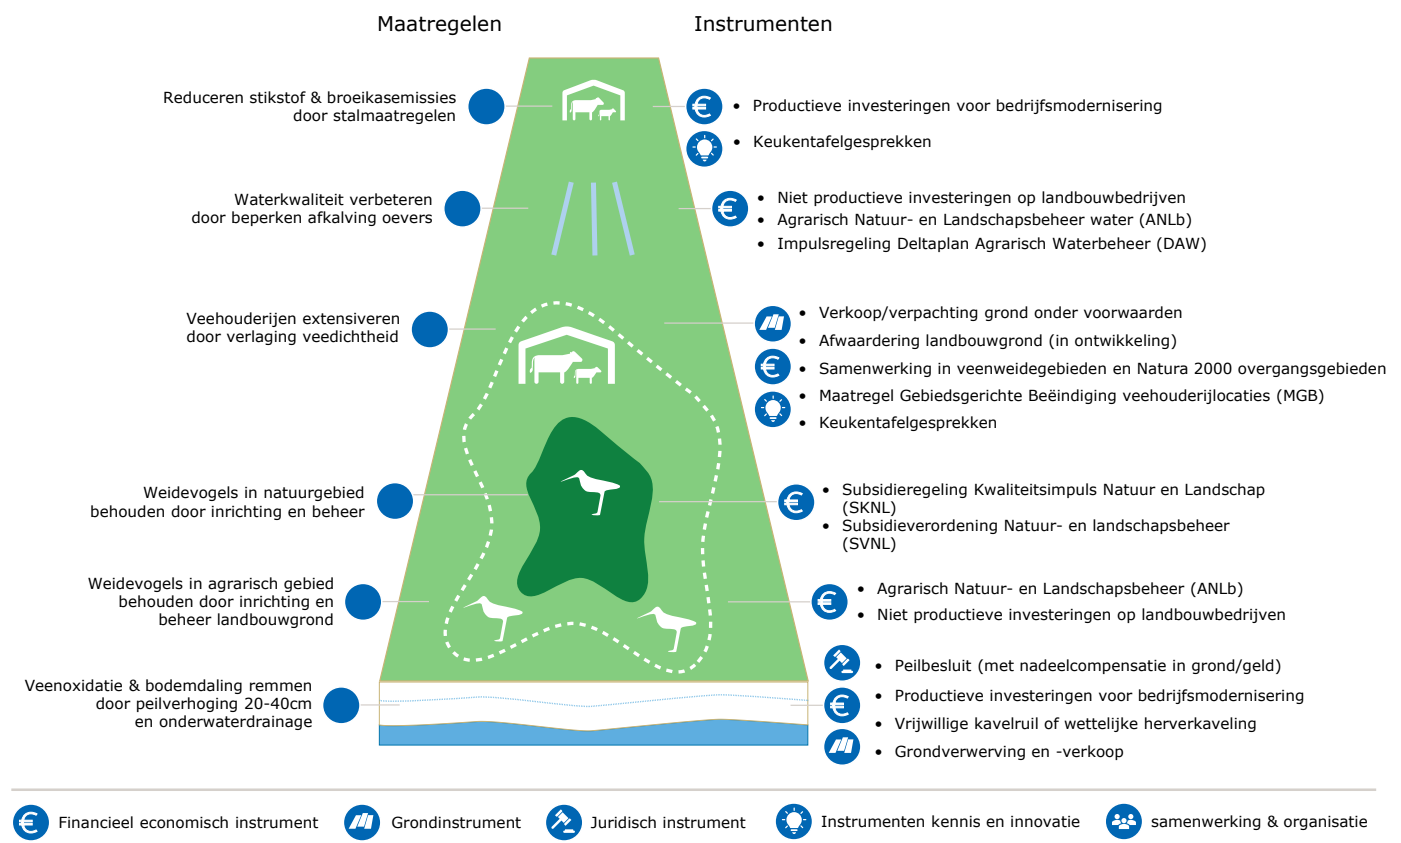 Maatregelen
Instrumenten
Reduceren stikstof & broeikasemissies
door stalmaatregelen
• Productieve investeringen voor bedrijfsmodernisering
• Keukentafelgesprekken
Waterkwaliteit verbeteren
door beperken afkalving oevers
• Niet productieve investeringen op landbouwbedrijven
• Agrarisch Natuur- en Landschapsbeheer water (ANLb)
• Impulsregeling Deltaplan Agrarisch Waterbeheer (DAW)
Veehouderijen extensiveren
door verlaging veedichtheid
• Verkoop/verpachting grond onder voorwaarden
• Afwaardering landbouwgrond (in ontwikkeling)
• Samenwerking in veenweidegebieden en Natura 2000 overgangsgebieden
• Maatregel Gebiedsgerichte Beëindiging veehouderijlocaties (MGB)
• Keukentafelgesprekken
Weidevogels in natuurgebied
behouden door inrichting en beheer
• Subsidieregeling Kwaliteitsimpuls Natuur en Landschap
(SKNL)
• Subsidieverordening Natuur- en landschapsbeheer
(SVNL)
Weidevogels in agrarisch gebied
behouden door inrichting en
beheer landbouwgrond
• Agrarisch Natuur- en Landschapsbeheer (ANLb)
• Niet productieve investeringen op landbouwbedrijven
Veenoxidatie & bodemdaling remmen
door peilverhoging 20-40cm
en onderwaterdrainage
• Peilbesluit (met nadeelcompensatie in grond/geld)
• Productieve investeringen voor bedrijfsmodernisering
• Vrijwillige kavelruil of wettelijke herverkaveling
• Grondverwerving en -verkoop
Financieel economisch instrument
Grondinstrument
Juridisch instrument
Instrumenten kennis en innovatie
samenwerking & organisatie